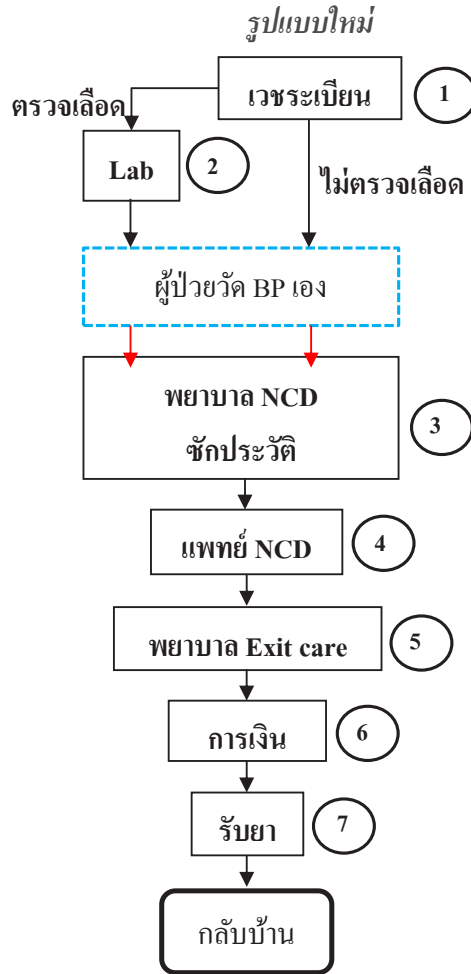 รูปแบบใหม่
เวชระเบียน
1
ตรวจเลือด
Lab
2
ไม่ตรวจเลือด
ผู้ป่วยวัด BP เอง
พยาบาล NCD
ซักประวัติ
3
แพทย์ NCD
4
พยาบาล Exit care
5
การเงิน
6
รับยา
7
กลับบ้าน